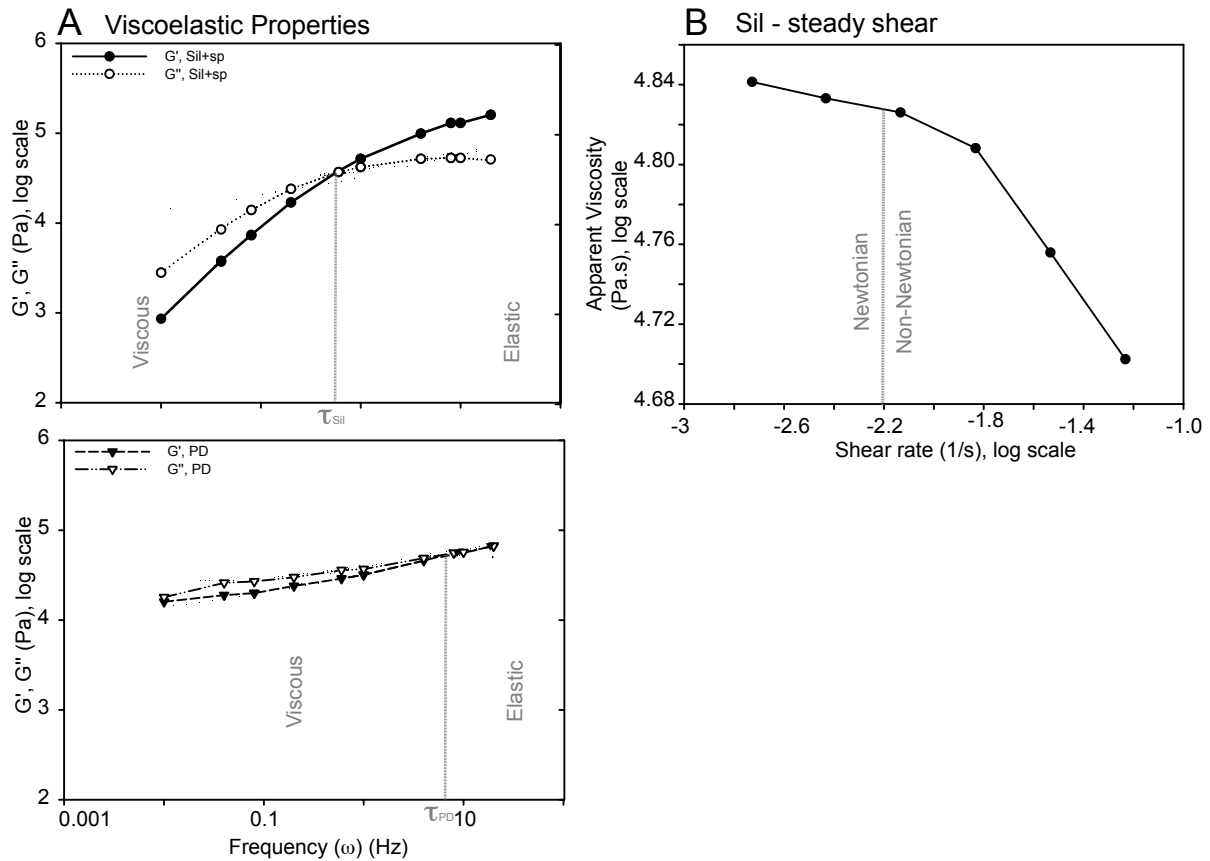 A Viscoelastic Properties
6
5
4
3
2
G', G" (Pa), log scale
G', Sil+sp
G", Sil+sp
Viscous
Elastic
τSil
6
5
4
3
2
G', G" (Pa), log scale
G', PD
G", PD
Viscous
Elastic
τPD
0.001
0.1
10
Frequency (ω) (Hz)
B Sil - steady shear
4.84
4.80
4.76
4.72
4.68
Apparent Viscosity
(Pa.s), log scale
Newtonian
Non-Newtonian
-3
-2.6
-2.2
-1.8
-1.4
-1.0
Shear rate (1/s), log scale